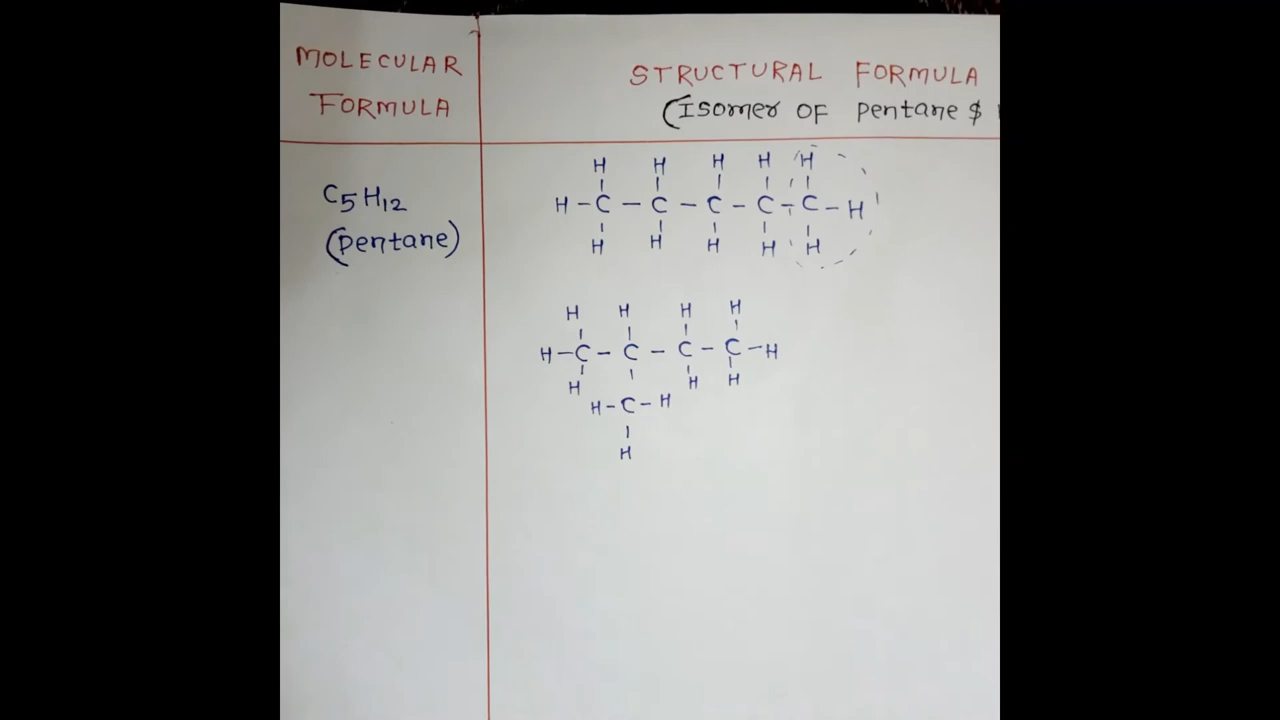 MOLECULAR
FORMULA
STRUCTURAL FORMULA
(Isomer OF Pentane $
C5H12
(Pentane)
H H H H H
H-C-C-C-C-C-H
H H H H H
H H H H
H-C-C-C-C-H
H H H
H-C-H
H